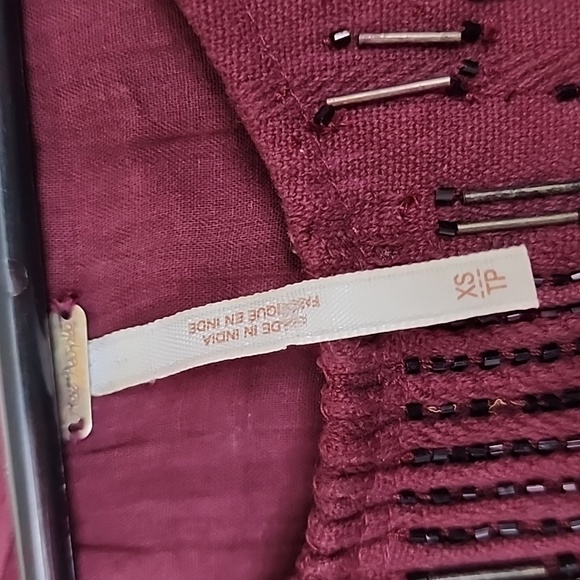 XS
TP
MADE IN INDIA
FABRIQUÉ EN INDE